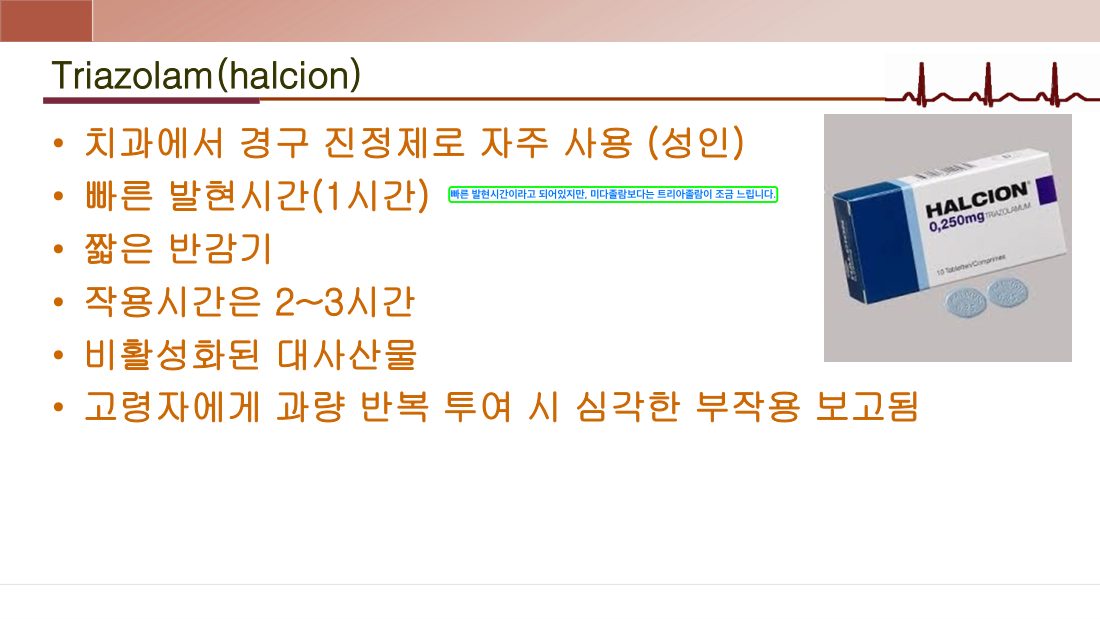 Triazolam(halcion)
• 치과에서 경구 진정제로 자주 사용 (성인)
• 빠른 발현시간(1시간)
빠른 발현시간이라고 되어있지만, 미다졸람보다는 트리아졸람이 조금 느립니다.
• 짧은 반감기
• 작용시간은 2~3시간
• 비활성화된 대사산물
• 고령자에게 과량 반복 투여 시 심각한 부작용 보고됨
HALCION®
0,250mg TRIAZOLAMUM
10 Tabletten/Comprimés